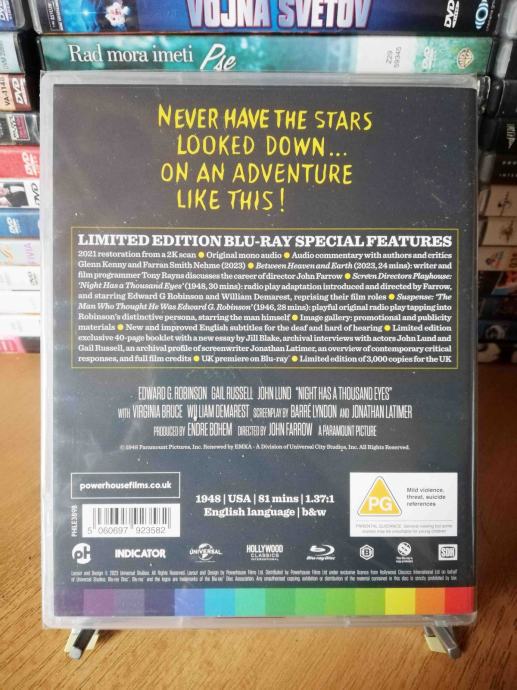 VOJNA SVETOV
Rad mora imeti Pse
NEVER HAVE THE STARS
LOOKED DOWN...
ON AN ADVENTURE
LIKE THIS!
LIMITED EDITION BLU-RAY SPECIAL FEATURES
2021 restoration from a 2K scan ● Original mono audio ● Audio commentary with authors and critics
Glenn Kenny and Farran Smith Nehme (2023) ● Between Heaven and Earth (2023, 24 mins): writer and
film programmer Tony Rayns discusses the career of director John Farrow ● Screen Directors Playhouse:
'Night Has a Thousand Eyes' (1948, 30 mins): radio play adaptation introduced and directed by Farrow,
and starring Edward G Robinson and William Demarest, reprising their film roles ● Suspense: 'The
Man Who Thought He Was Edward G. Robinson' (1946, 28 mins): playful original radio play tapping into
Robinson's distinctive persona, starring the man himself ● Image gallery: promotional and publicity
materials ● New and improved English subtitles for the deaf and hard of hearing ● Limited edition
exclusive 40-page booklet with a new essay by Jill Blake, archival interviews with actors John Lund and
Gail Russell, an archival profile of screenwriter Jonathan Latimer, an overview of contemporary critical
responses, and full film credits ● UK premiere on Blu-ray ● Limited edition of 3,000 copies for the UK
EDWARD G. ROBINSON GAIL RUSSELL JOHN LUND "NIGHT HAS A THOUSAND EYES"
WITH VIRGINIA BRUCE WILLIAM DEMAREST SCREENPLAY BY BARRÉ LYNDON AND JONATHAN LATIMER
PRODUCED BY ENDRE BOHEM DIRECTED BY JOHN FARROW A PARAMOUNT PICTURE
© 1948 Paramount Pictures, Inc. Renewed by EMKA - A Division of Universal City Studios, Inc. All Rights Reserved.
powerhousefilms.co.uk
PHILE389B
5 060697 923582
1948 | USA | 81 mins | 1.37:1
English language | b&w
PG
Mild violence,
threat, suicide
references
PARENTAL GUIDANCE
INDICATOR
UNIVERSAL
HOLLYWOOD
CLASSICS
Blu-ray Disc
SDH